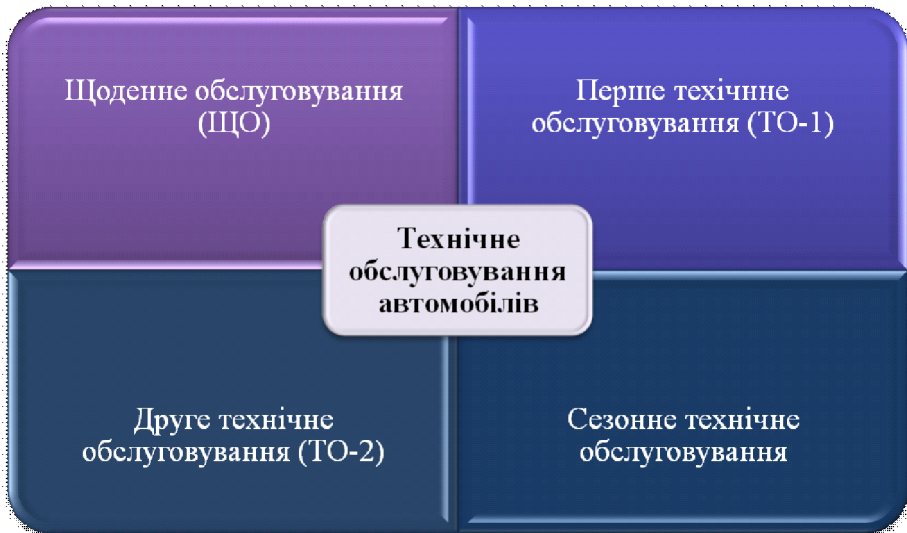 Щоденне обслуговування
(ЩО)
Перше техічнне
обслуговування (ТО-1)
Технічне
обслуговування
автомобілів
Друге технічне
обслуговування (ТО-2)
Сезонне технічне
обслуговування